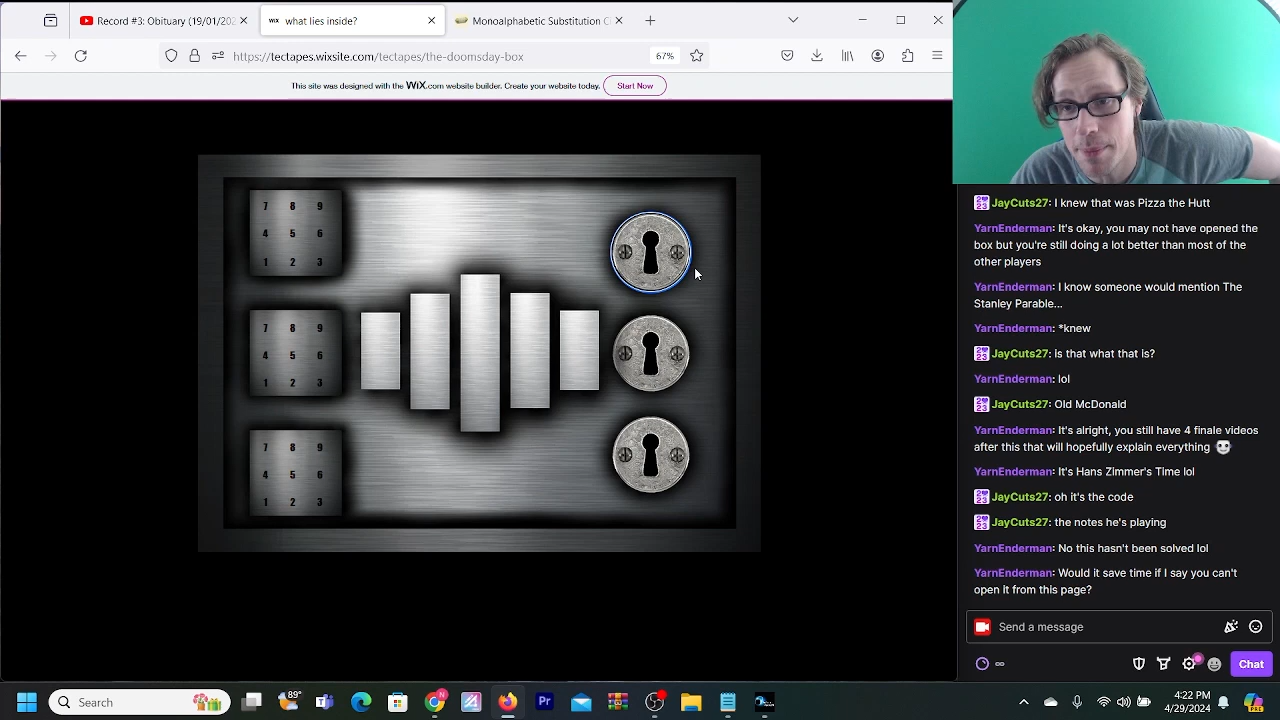 Record #3: Obituary (19/01/202
what lies inside?
Monoalphabetic Substitution C
https://tectapes.wixsite.com/tectapes/the-doomsday-box
67%
This site was designed with the WiX.com website builder. Create your website today.
Start Now
7 8 9
4 5 6
1 2 3
7 8 9
4 5 6
1 2 3
7 8 9
4 5 6
1 2 3
JayCuts27: I knew that was Pizza the Hutt
YarnEnderman: It's okay, you may not have opened the
box but you're still doing a lot better than most of the
other players
YarnEnderman: I know someone would mention The
Stanley Parable...
YarnEnderman: *knew
JayCuts27: Is that what that is?
YarnEnderman: lol
JayCuts27: Old McDonald
YarnEnderman: It's alright, you still have 4 finale videos
after this that will hopefully explain everything
YarnEnderman: It's Hans Zimmer's Time lol
JayCuts27: oh it's the code
JayCuts27: the notes he's playing
YarnEnderman: No this hasn't been solved lol
YarnEnderman: Would it save time if I say you can't
open it from this page?
Send a message
Chat
Search
89°
4:22 PM
4/29/2024